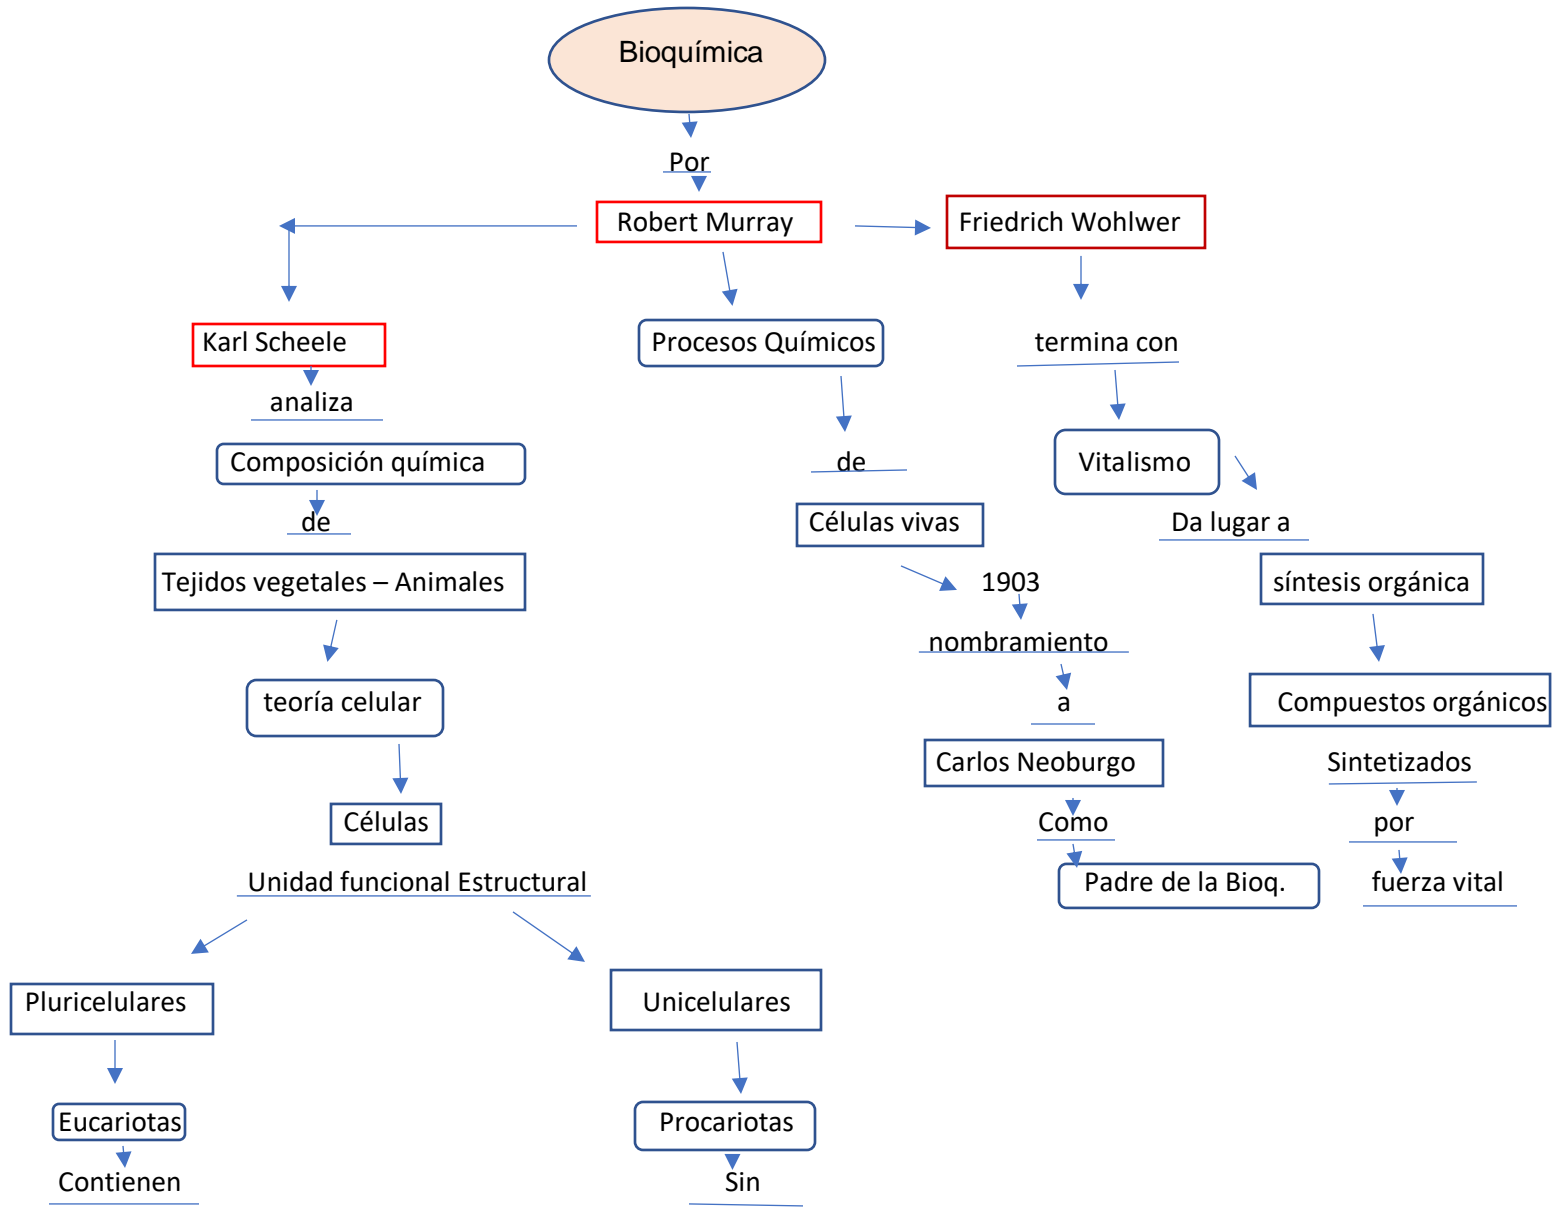 Bioquímica
Por
Robert Murray
Friedrich Wohlwer
Karl Scheele
Procesos Químicos
termina con
analiza
Composición química
de
Vitalismo
de
Células vivas
Da lugar a
Tejidos vegetales – Animales
1903
síntesis orgánica
nombramiento
teoría celular
a
Compuestos orgánicos
Carlos Neoburgo
Sintetizados
Células
Como
por
Unidad funcional Estructural
Padre de la Bioq.
fuerza vital
Pluricelulares
Unicelulares
Eucariotas
Procariotas
Contienen
Sin